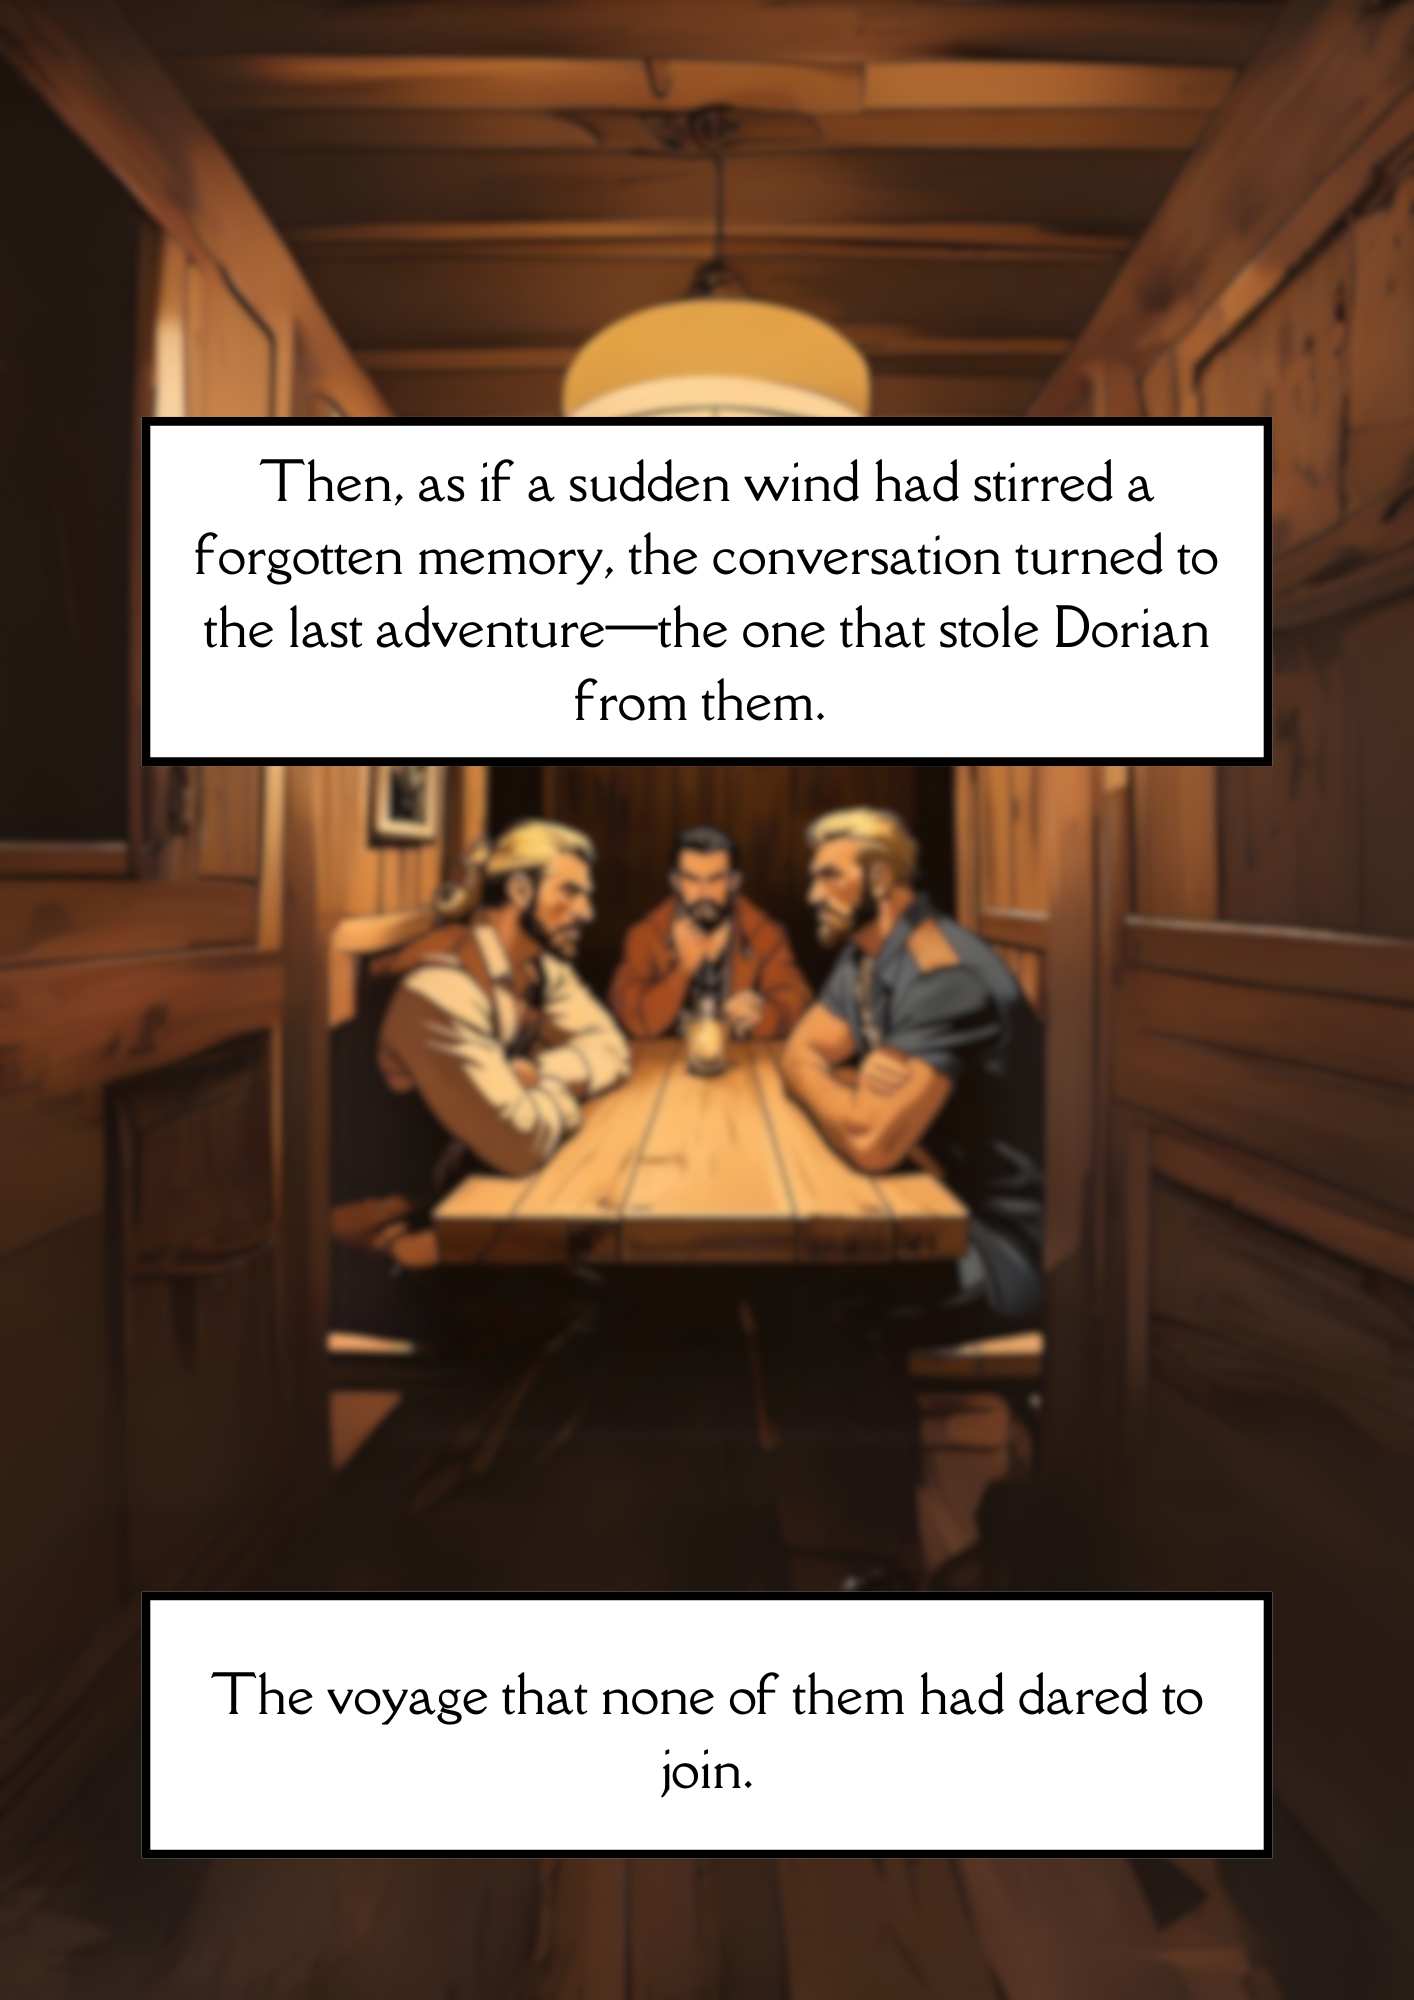 Then, as if a sudden wind had stirred a
forgotten memory, the conversation turned to
the last adventure—the one that stole Dorian
from them.
The voyage that none of them had dared to
join.